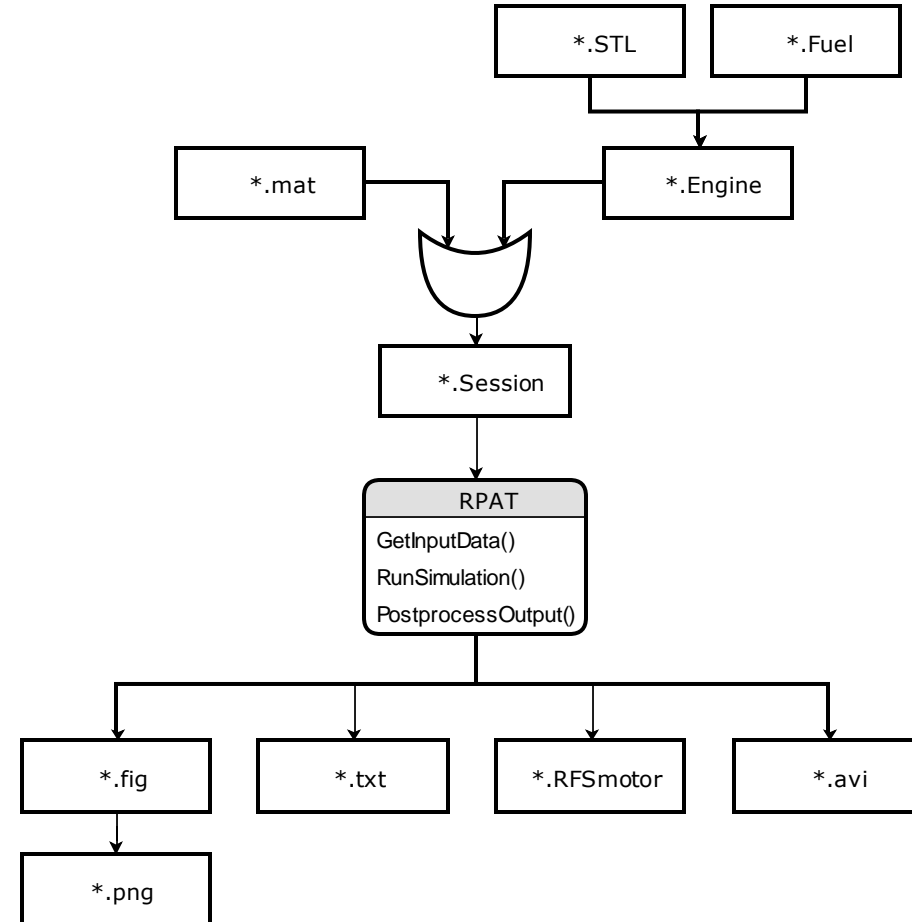 *.STL
*.Fuel
*.mat
*.Engine
*.Session
RPAT
GetInputData()
RunSimulation()
PostprocessOutput()
*.fig
*.txt
*.RFSmotor
*.avi
*.png